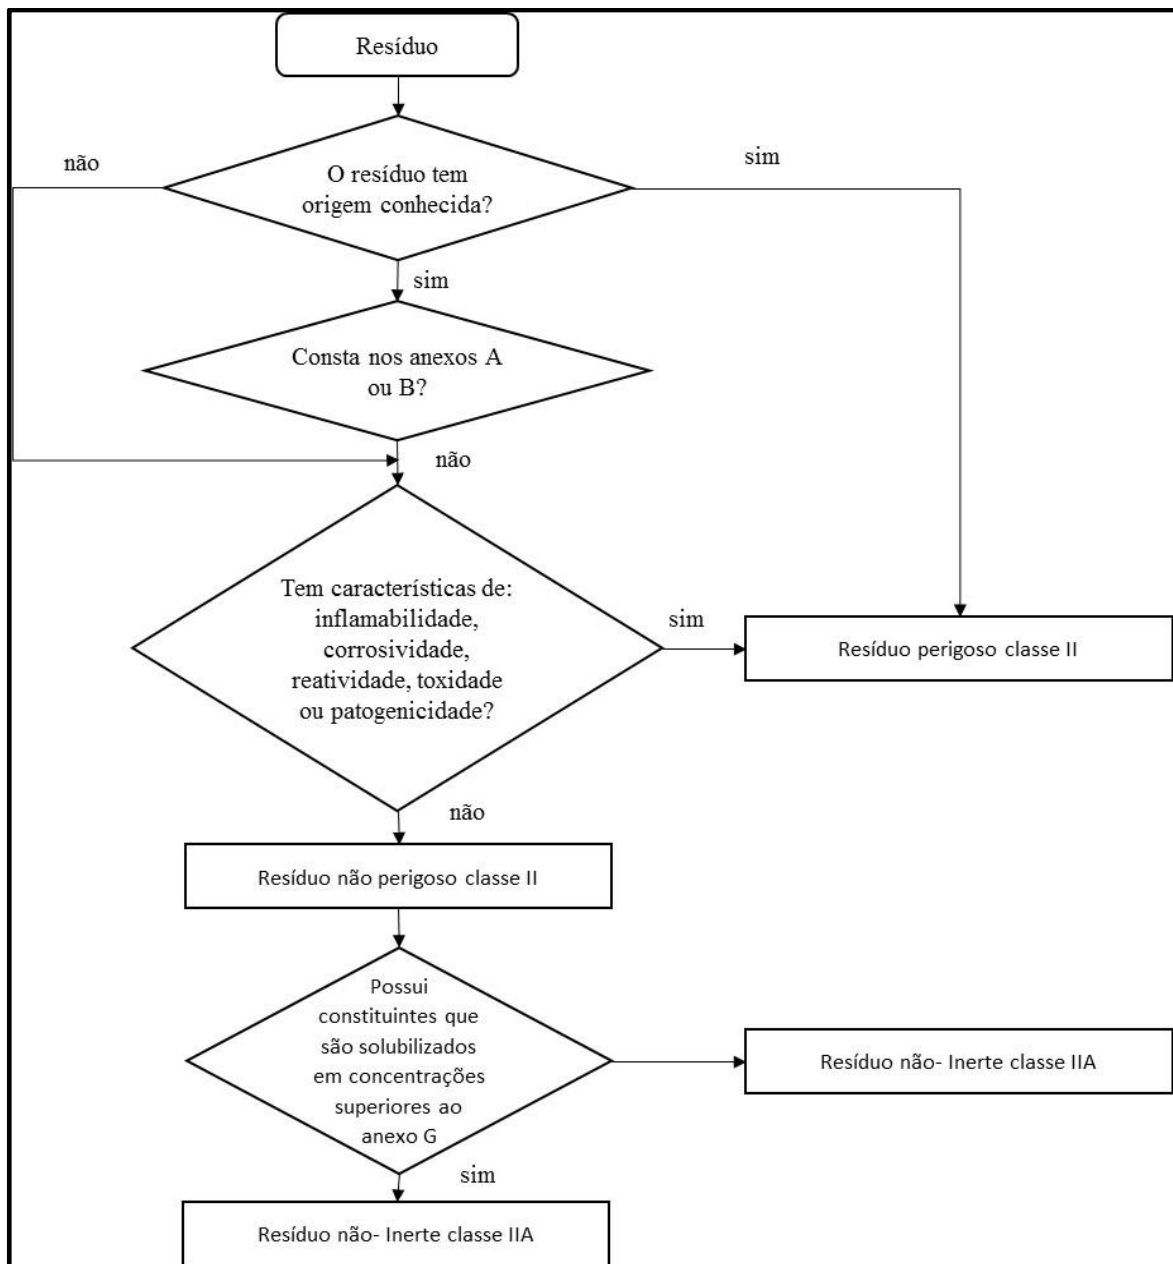 Resíduo
não
sim
O resíduo tem
origem conhecida?
sim
Consta nos anexos A
ou B?
não
Tem características de:
inflamabilidade,
corrosividade,
reatividade, toxidade
ou patogenicidade?
sim
Resíduo perigoso classe II
não
Resíduo não perigoso classe II
Possui
constituintes que
são solubilizados
em concentrações
superiores ao
anexo G
Resíduo não- Inerte classe IIA
sim
Resíduo não- Inerte classe IIA